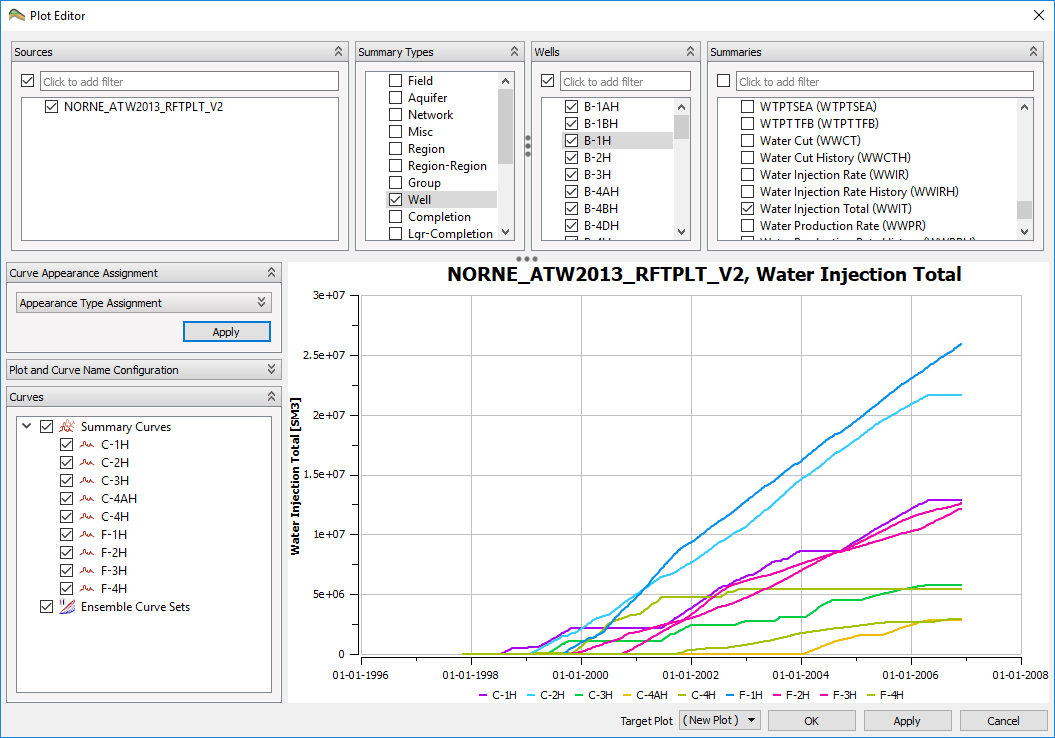 Plot Editor
Sources
Click to add filter
NORNE_ATW2013_RFTPLT_V2
Summary Types
Field
Aquifer
Network
Misc
Region
Region-Region
Group
Well
Completion
Lgr-Completion
Wells
Click to add filter
B-1AH
B-1BH
B-1H
B-2H
B-3H
B-4AH
B-4BH
B-4DH
Summaries
Click to add filter
WTPTSEA (WTPTSEA)
WTPTTFB (WTPTTFB)
Water Cut (WWCT)
Water Cut History (WWCTH)
Water Injection Rate (WWIR)
Water Injection Rate History (WWIRH)
Water Injection Total (WWIT)
Water Production Rate (WWPR)
Curve Appearance Assignment
Appearance Type Assignment
Apply
Plot and Curve Name Configuration
Curves
Summary Curves
C-1H
C-2H
C-3H
C-4AH
C-4H
F-1H
F-2H
F-3H
F-4H
Ensemble Curve Sets
NORNE_ATW2013_RFTPLT_V2, Water Injection Total
Water Injection Total [SM3]
3e+07
2.5e+07
2e+07
1.5e+07
1e+07
5e+06
0
01-01-1996 01-01-1998 01-01-2000 01-01-2002 01-01-2004 01-01-2006 01-01-2008
C-1H C-2H C-3H C-4AH C-4H F-1H F-2H F-3H F-4H
Target Plot (New Plot) OK Apply Cancel